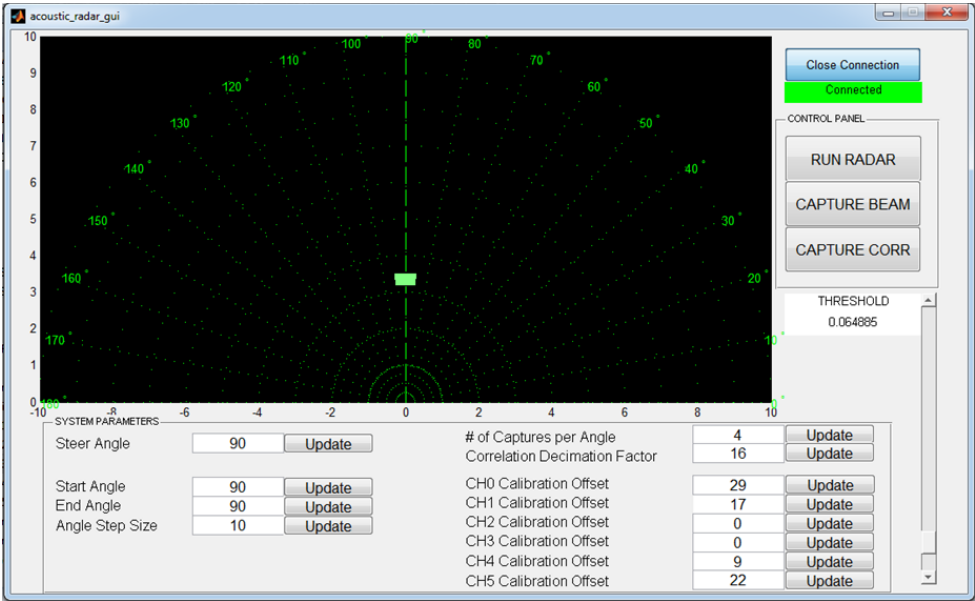 acoustic_radar_gui
10
9
8
7
6
5
4
3
2
1
0
-10 -8 -6 -4 -2 0 2 4 6 8 10
180° 170° 160° 150° 140° 130° 120° 110° 100° 90° 80° 70° 60° 50° 40° 30° 20° 10° 0°
Close Connection
Connected
CONTROL PANEL
RUN RADAR
CAPTURE BEAM
CAPTURE CORR
THRESHOLD
0.064885
SYSTEM PARAMETERS
Steer Angle 90 Update
Start Angle 90 Update
End Angle 90 Update
Angle Step Size 10 Update
# of Captures per Angle 4 Update
Correlation Decimation Factor 16 Update
CH0 Calibration Offset 29 Update
CH1 Calibration Offset 17 Update
CH2 Calibration Offset 0 Update
CH3 Calibration Offset 0 Update
CH4 Calibration Offset 9 Update
CH5 Calibration Offset 22 Update